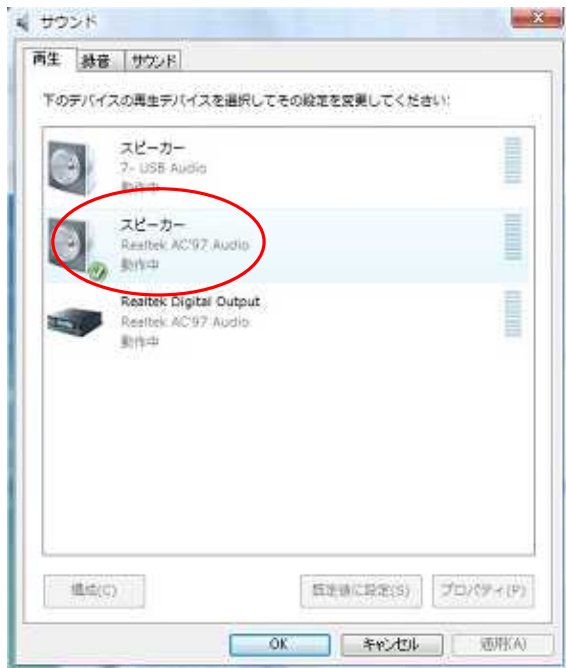 サウンド
再生 録音 サウンド
下のデバイスの再生デバイスを選択してその設定を変更してください:
スピーカー
7- USB Audio
動作中
スピーカー
Realtek AC'97 Audio
動作中
Realtek Digital Output
Realtek AC'97 Audio
動作中
構成(C) 既定値に設定(S) プロパティ(P)
OK キャンセル 適用(A)